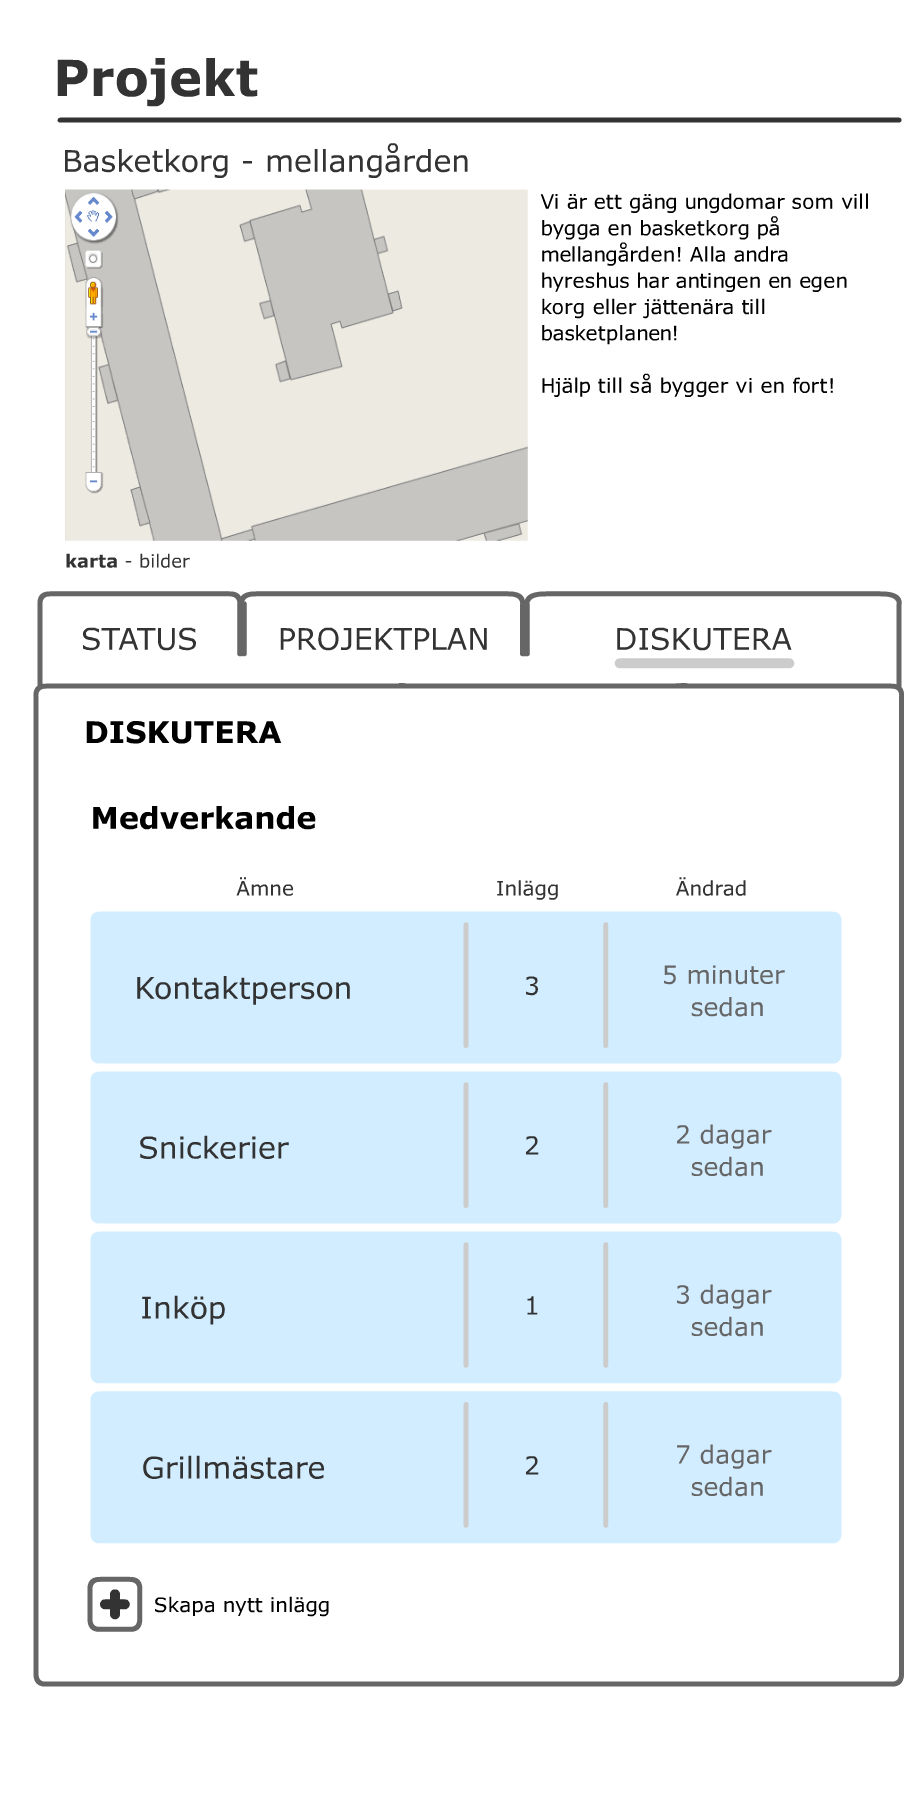 Projekt
Basketkorg - mellangården
Vi är ett gäng ungdomar som vill
bygga en basketkorg på
mellangården! Alla andra
hyreshus har antingen en egen
korg eller jättenära till
basketplanen!
Hjälp till så bygger vi en fort!
karta - bilder
STATUS
PROJEKTPLAN
DISKUTERA
DISKUTERA
Medverkande
Ämne
Inlägg
Ändrad
Kontaktperson
3
5 minuter
sedan
Snickerier
2
2 dagar
sedan
Inköp
1
3 dagar
sedan
Grillmästare
2
7 dagar
sedan
Skapa nytt inlägg